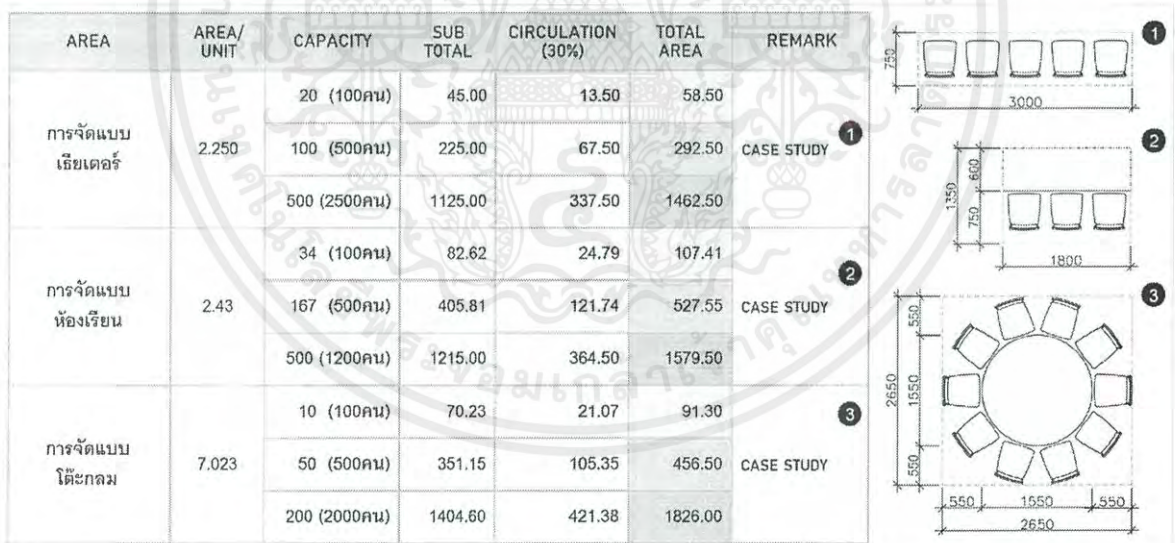 AREA
AREA/
UNIT
CAPACITY
SUB
TOTAL
CIRCULATION
(30%)
TOTAL
AREA
REMARK
การจัดแบบ
เธียเตอร์
2.250
20 (100คน) 45.00 13.50 58.50
100 (500คน) 225.00 67.50 292.50 CASE STUDY 1
500 (2500คน) 1125.00 337.50 1462.50
การจัดแบบ
ห้องเรียน
2.43
34 (100คน) 82.62 24.79 107.41
167 (500คน) 405.81 121.74 527.55 CASE STUDY 2
500 (1200คน) 1215.00 364.50 1579.50
การจัดแบบ
โต๊ะกลม
7.023
10 (100คน) 70.23 21.07 91.30 3
50 (500คน) 351.15 105.35 456.50 CASE STUDY
200 (2000คน) 1404.60 421.38 1826.00
1
750
3000
2
1350
600
750
1800
3
2650
550
1550
550
550 1550 550
2650